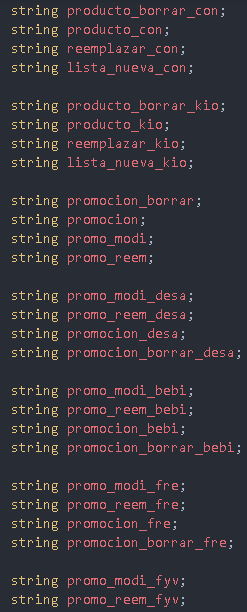 string producto_borrar_con;
string producto_con;
string reemplazar_con;
string lista_nueva_con;
string producto_borrar_kio;
string producto_kio;
string reemplazar_kio;
string lista_nueva_kio;
string promocion_borrar;
string promocion;
string promo_modi;
string promo_reem;
string promo_modi_desa;
string promo_reem_desa;
string promocion_desa;
string promocion_borrar_desa;
string promo_modi_bebi;
string promo_reem_bebi;
string promocion_bebi;
string promocion_borrar_bebi;
string promo_modi_fre;
string promo_reem_fre;
string promocion_fre;
string promocion_borrar_fre;
string promo_modi_fyv;
string promo_reem_fyv;